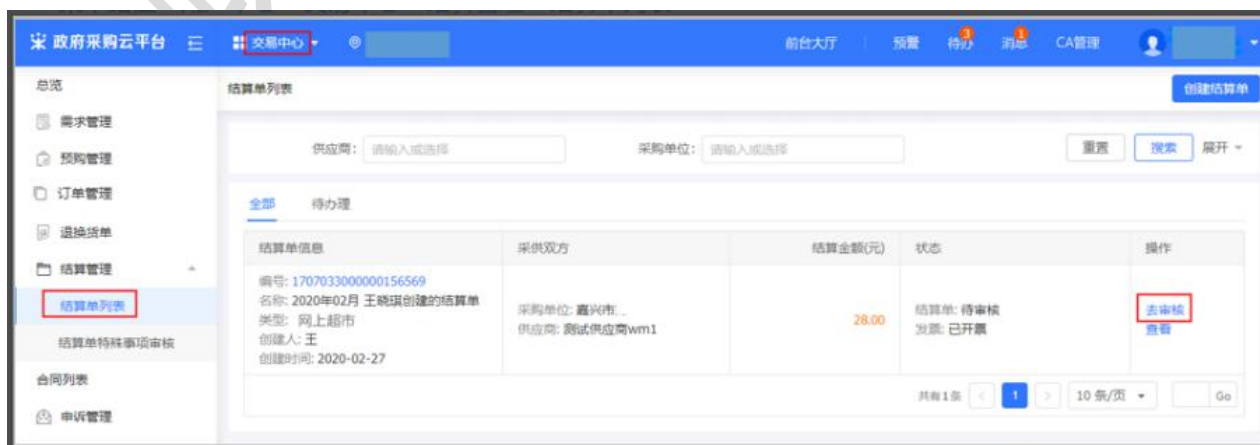 政府采购云平台
交易中心
前台大厅 预警 待办 3 消息 1 CA管理
总览
需求管理
预购管理
订单管理
退换货单
结算管理
结算单列表
结算单特殊事项审核
合同列表
申诉管理
结算单列表
创建结算单
供应商: 请输入或选择 采购单位: 请输入或选择 重置 搜索 展开
全部 待办理
结算单信息 采供双方 结算金额(元) 状态 操作
编号: 1707033000000156569
名称: 2020年02月 王晓琪创建的结算单
类型: 网上超市
创建人: 王
创建时间: 2020-02-27
采购单位: 嘉兴市...
供应商: 测试供应商wm1
28.00
结算单: 待审核
发票: 已开票
去审核
查看
共有1条 < 1 > 10 条/页 Go